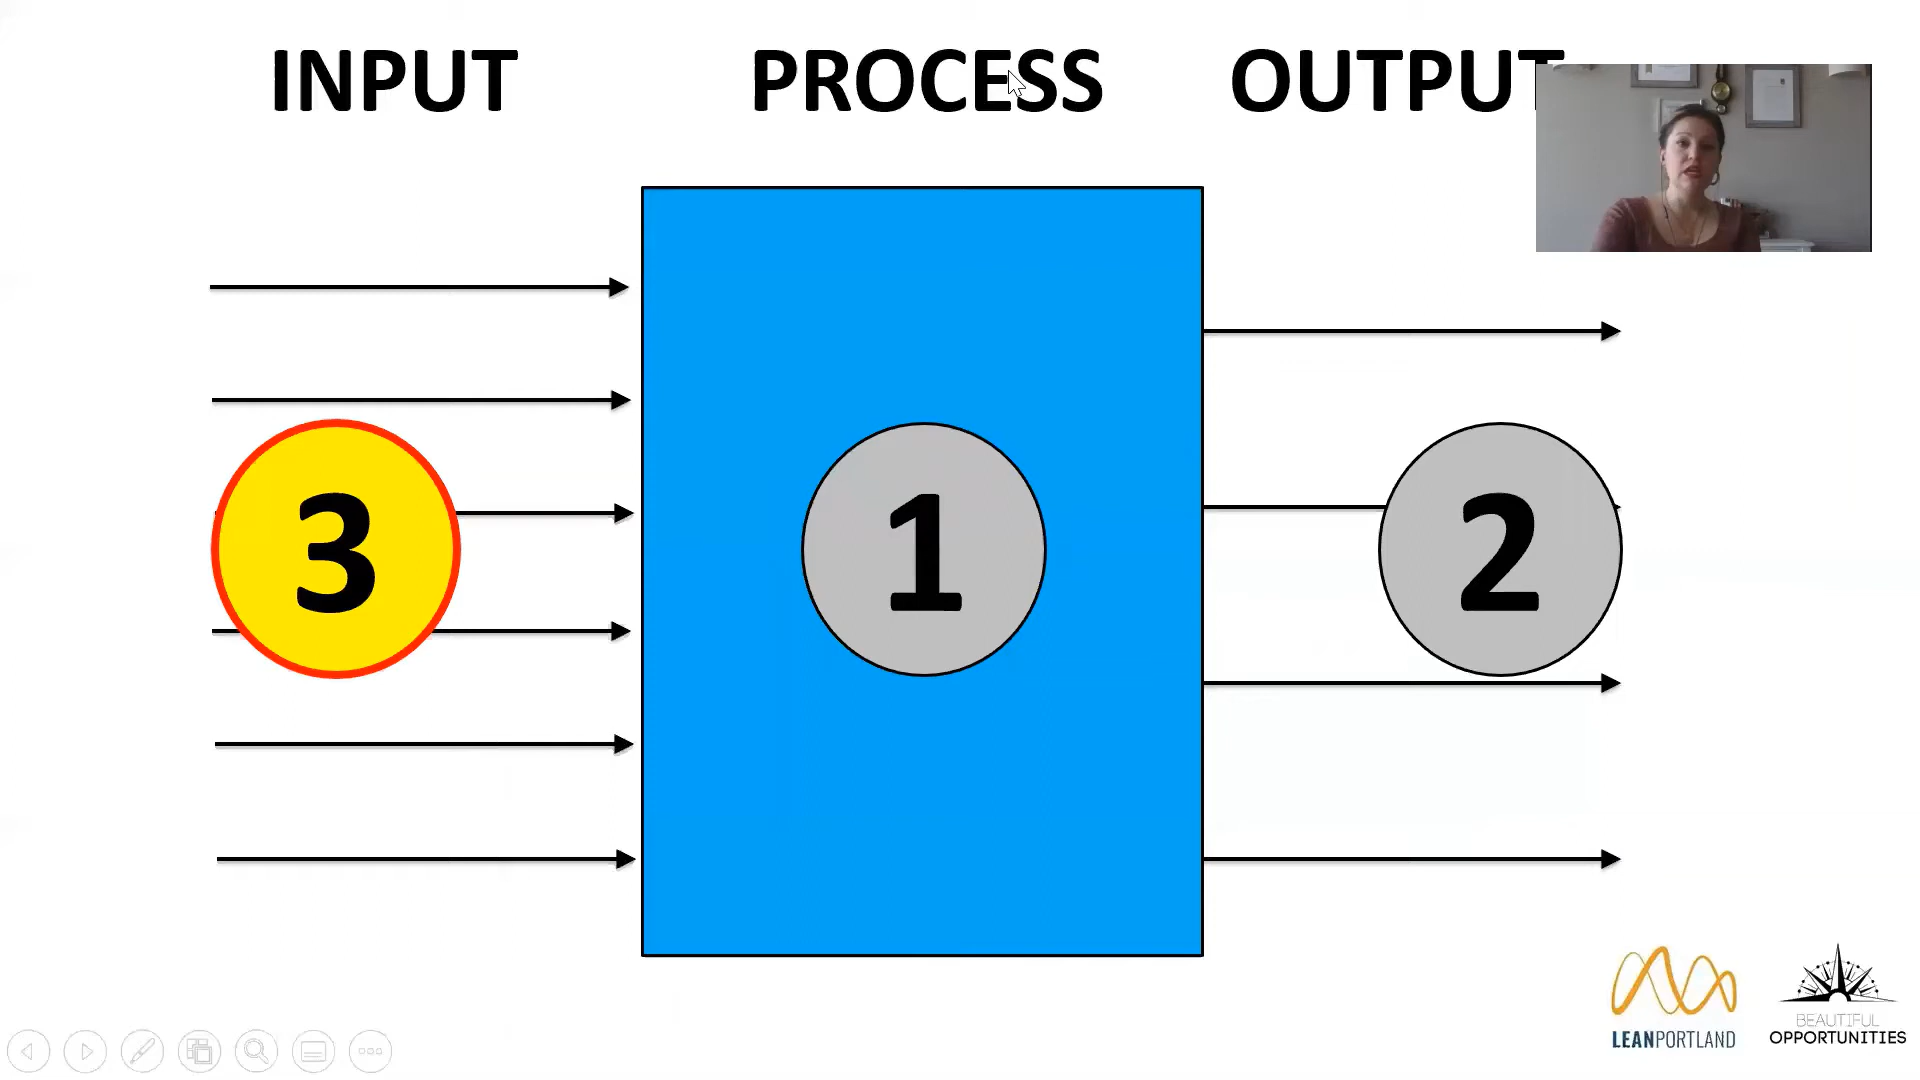 INPUT PROCESS OUTPUT
3 1 2
LEANPORTLAND
BEAUTIFUL
OPPORTUNITIES